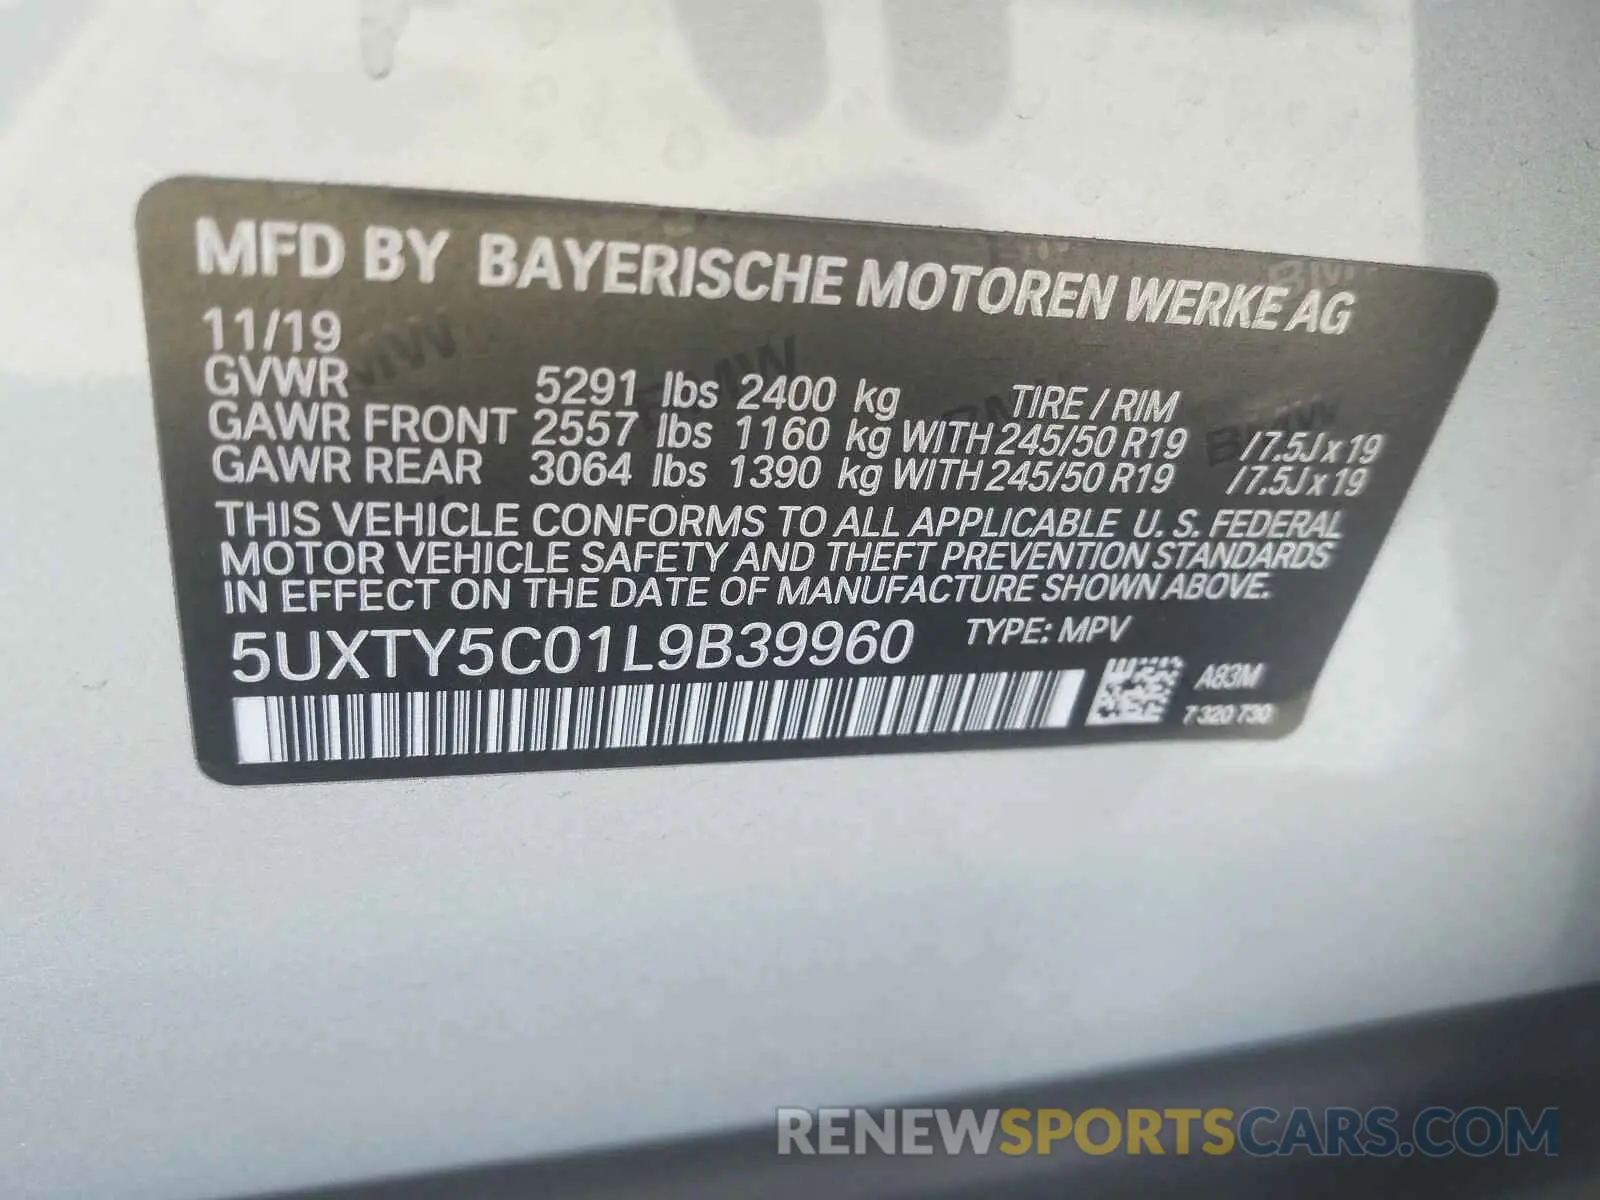 MFD BY BAYERISCHE MOTOREN WERKE AG
11/19
GVWR 5291 lbs 2400 kg TIRE / RIM
GAWR FRONT 2557 lbs 1160 kg WITH 245/50 R19 / 7.5J x 19
GAWR REAR 3064 lbs 1390 kg WITH 245/50 R19 / 7.5J x 19
THIS VEHICLE CONFORMS TO ALL APPLICABLE U. S. FEDERAL
MOTOR VEHICLE SAFETY AND THEFT PREVENTION STANDARDS
IN EFFECT ON THE DATE OF MANUFACTURE SHOWN ABOVE.
5UXTY5C01L9B39960 TYPE: MPV
A83M
7 320 730
RENEWSPORTSCARS.COM